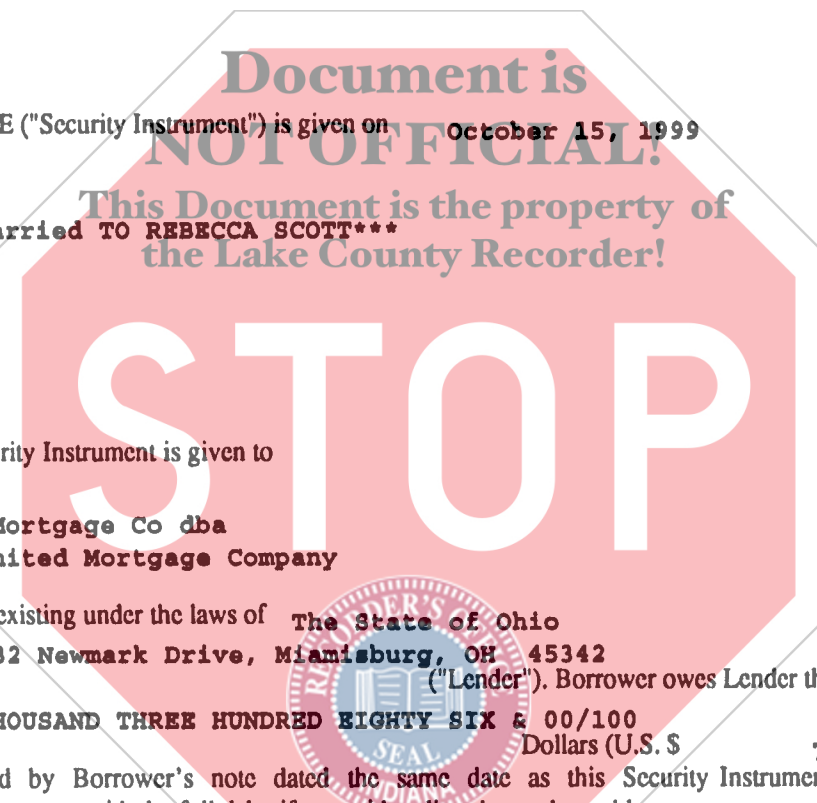 Document is
E ("Security Instrument") is given on October 15, 1999
NOT OFFICIAL!
This Document is the property of
arried TO REBECCA SCOTT***
the Lake County Recorder!
STOP
rity Instrument is given to
Mortgage Co dba
nited Mortgage Company
existing under the laws of The State of Ohio
32 Newmark Drive, Miamisburg, OH 45342
("Lender"). Borrower owes Lender th
HOUSAND THREE HUNDRED EIGHTY SIX & 00/100
Dollars (U.S. $
d by Borrower's note dated the same date as this Security Instrumen
SEAL
INDIANA